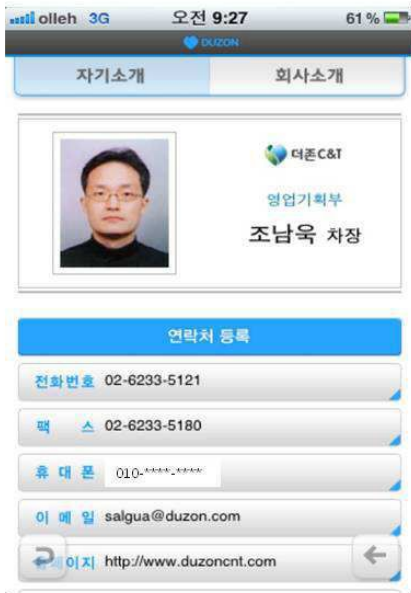 olleh 3G 오전 9:27 61 %
DUZON
자기소개 회사소개
더존C&T
영업기획부
조남욱 차장
연락처 등록
전화번호 02-6233-5121
팩 스 02-6233-5180
휴 대 폰 010-****-****
이 메 일 salgua@duzon.com
페이지 http://www.duzoncnt.com